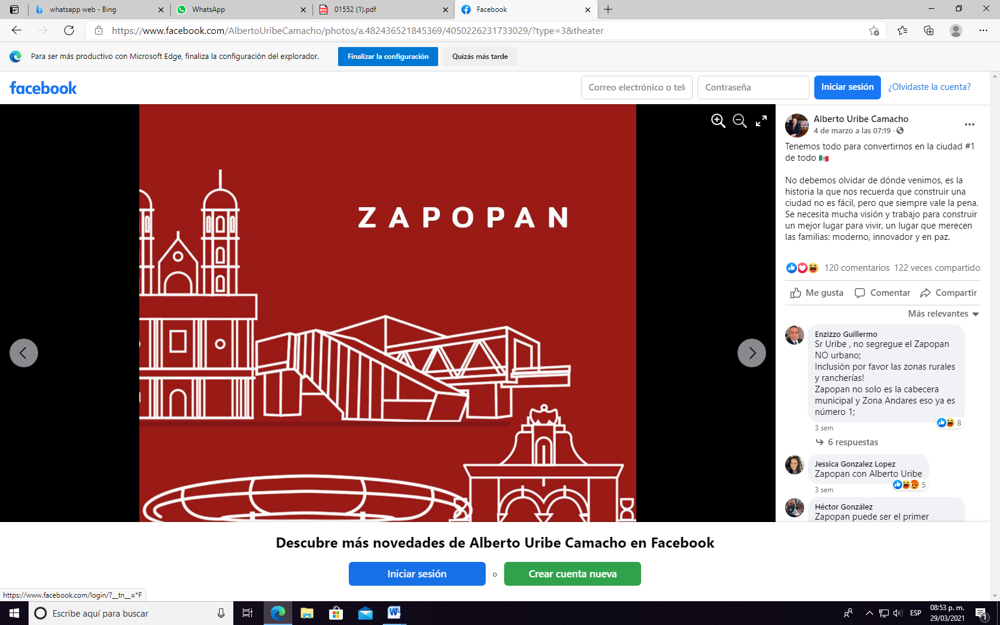 whatsapp web - Bing
WhatsApp
01552 (1).pdf
Facebook
https://www.facebook.com/AlbertoUribeCamacho/photos/a.482436521845369/4050226231733029/?type=3&theater
Para ser más productivo con Microsoft Edge, finaliza la configuración del explorador.
Finalizar la configuración
Quizás más tarde
facebook
Correo electrónico o telé
Contraseña
Iniciar sesión
¿Olvidaste la cuenta?
ZAPOPAN
Alberto Uribe Camacho
4 de marzo a las 07:19 ·
Tenemos todo para convertirnos en la ciudad #1
de todo 🇲🇽
No debemos olvidar de dónde venimos, es la
historia la que nos recuerda que construir una
ciudad no es fácil, pero que siempre vale la pena.
Se necesita mucha visión y trabajo para construir
un mejor lugar para vivir, un lugar que merecen
las familias: moderno, innovador y en paz.
120 comentarios 122 veces compartido
Me gusta
Comentar
Compartir
Más relevantes
Enzizzo Guillermo
Sr Uribe , no segregue el Zapopan
NO urbano;
Inclusión por favor las zonas rurales
y rancherías!
Zapopan no solo es la cabecera
municipal y Zona Andares eso ya es
número 1;
8
3 sem
6 respuestas
Jessica Gonzalez Lopez
Zapopan con Alberto Uribe
5
3 sem
Héctor González
Zapopan puede ser el primer
Descubre más novedades de Alberto Uribe Camacho en Facebook
Iniciar sesión
o
Crear cuenta nueva
https://www.facebook.com/login/?__tn__=*F
Escribe aquí para buscar
ESP
08:53 p. m.
29/03/2021
1